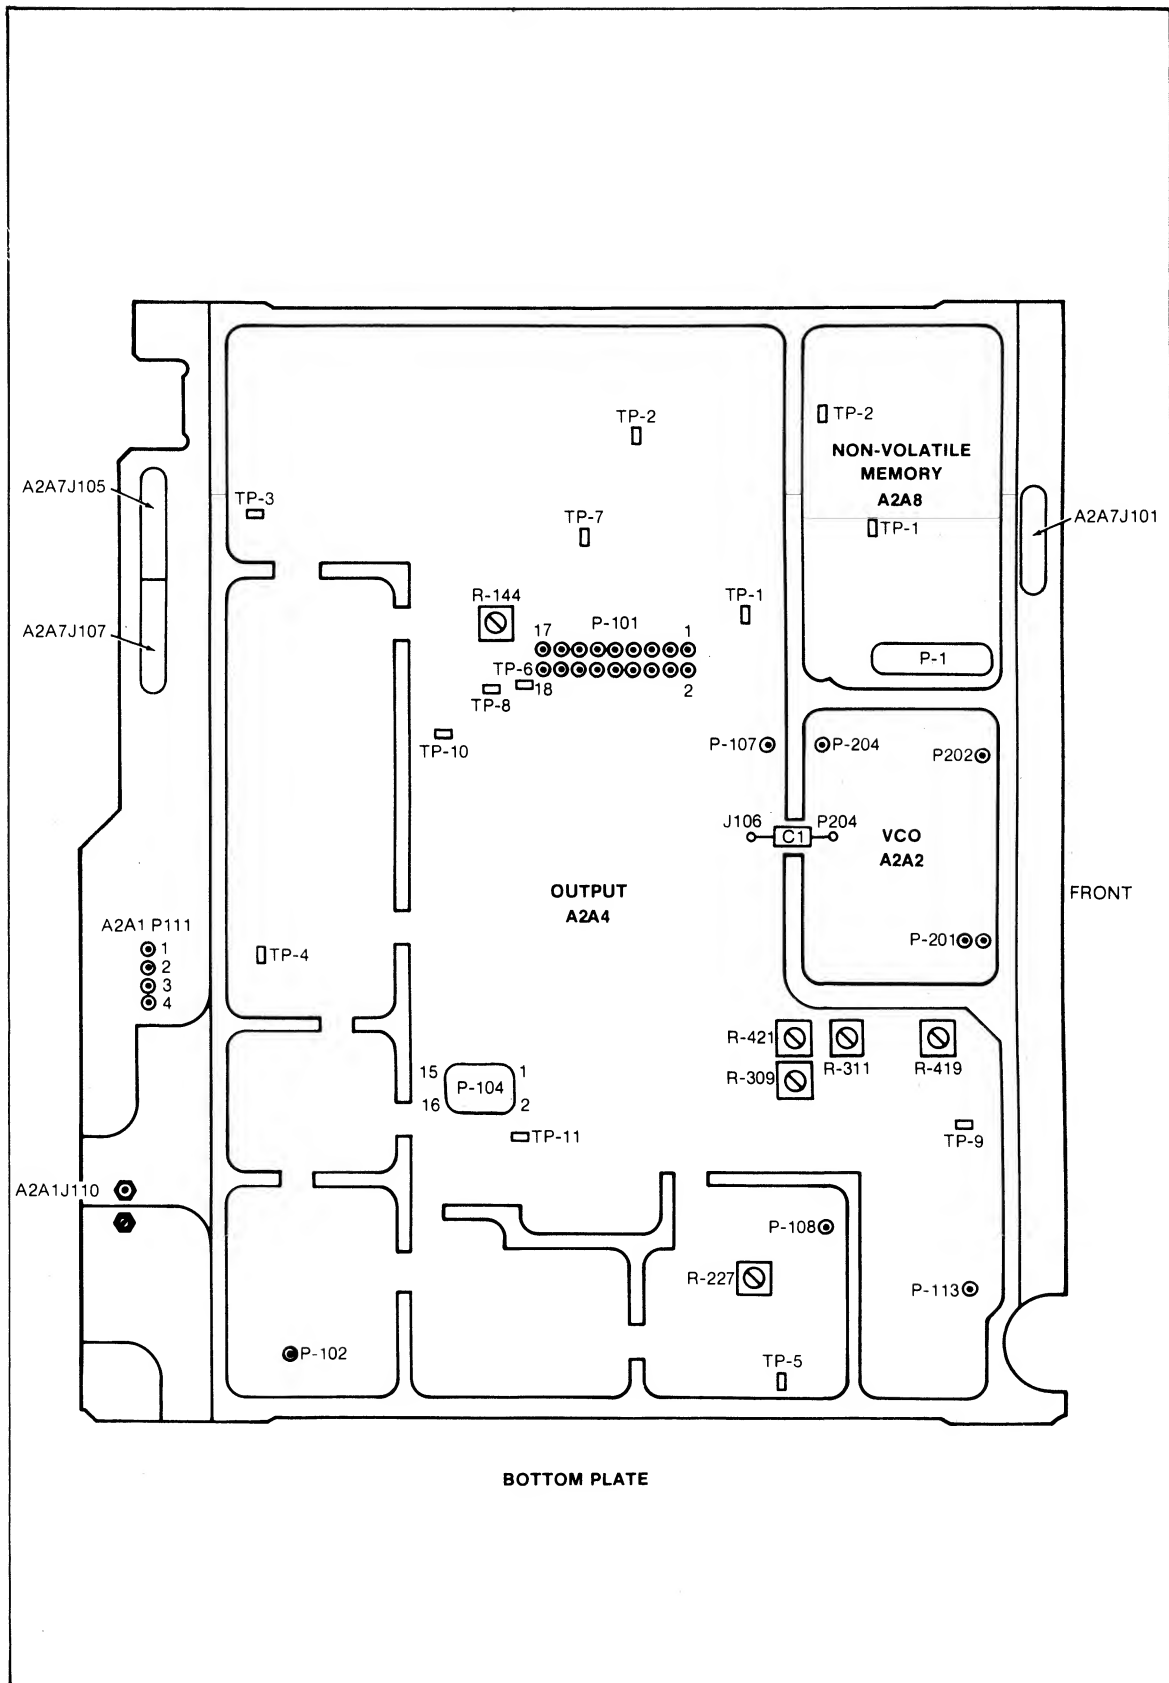 TP-2
TP-2
NON-VOLATILE
MEMORY
A2A8
A2A7J105
TP-3
TP-7
TP-1
A2A7J101
R-144
P-101
TP-1
17
1
A2A7J107
P-1
TP-6
18
2
TP-8
TP-10
P-107
P-204
P202
J106
C1
P204
VCO
A2A2
OUTPUT
A2A4
FRONT
A2A1 P111
1
2
3
4
TP-4
P-201
R-421
R-311
R-419
R-309
15
P-104
1
16
2
TP-11
TP-9
A2A1J110
P-108
R-227
P-113
P-102
TP-5
BOTTOM PLATE